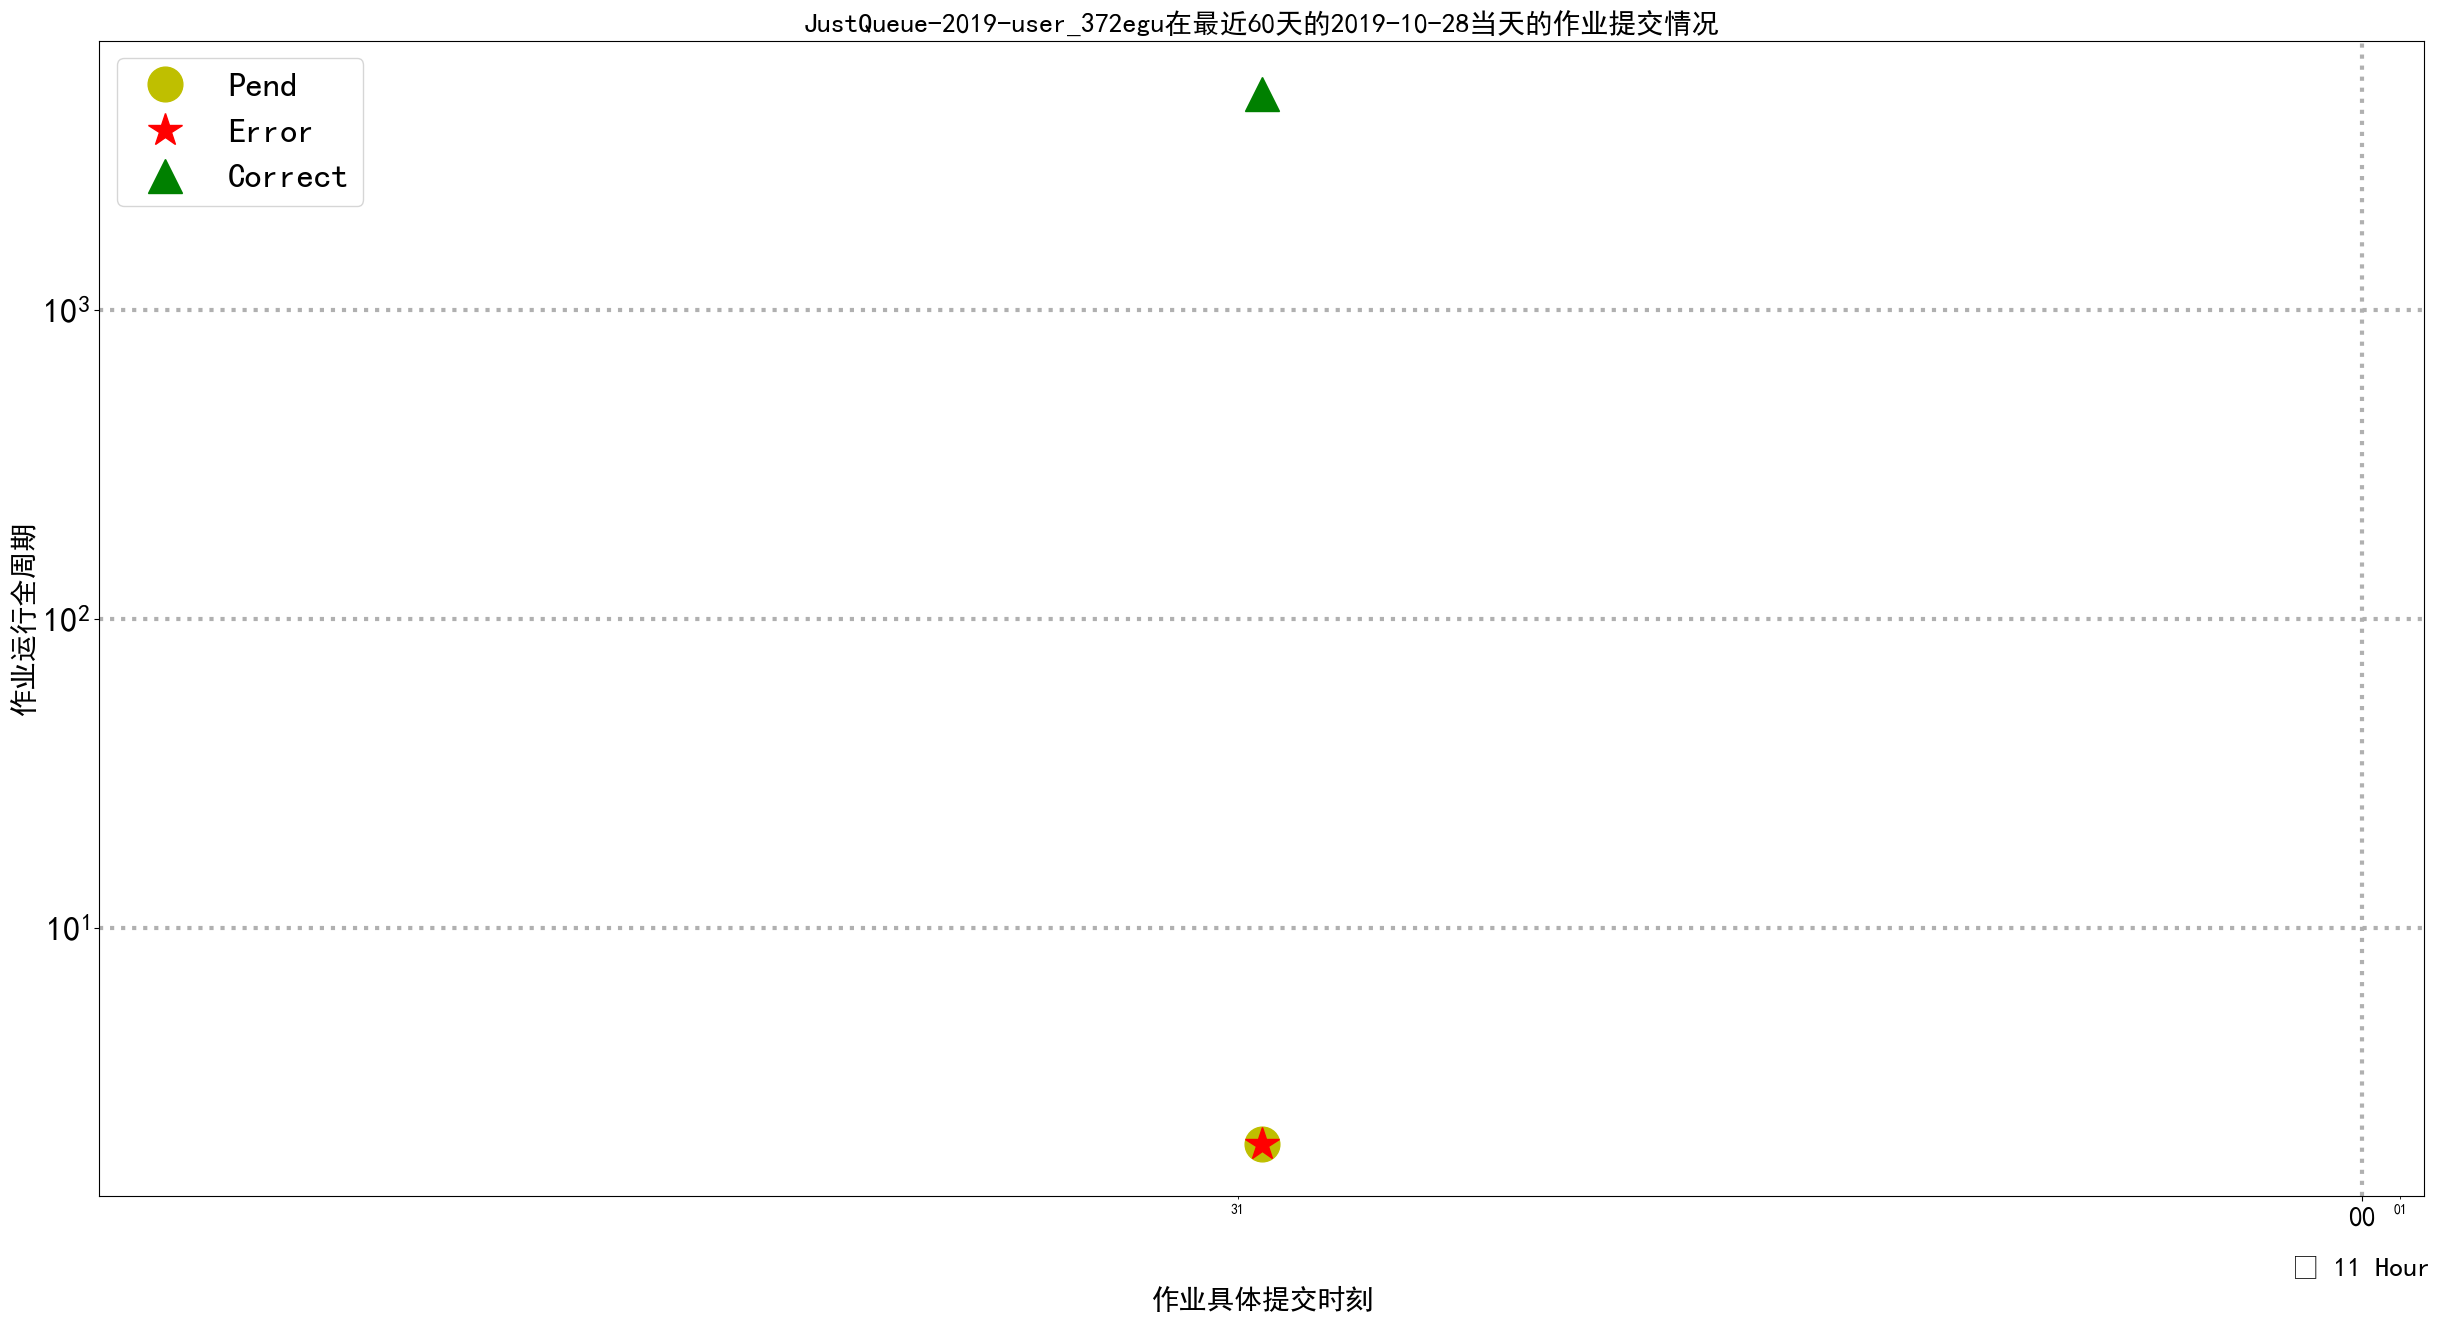 JustQueue-2019-user_372egu在最近60天的2019-10-28当天的作业提交情况
Pend
Error
Correct
10³
10²
10¹
作业运行全周期
31
00
01
□ 11 Hour
作业具体提交时刻